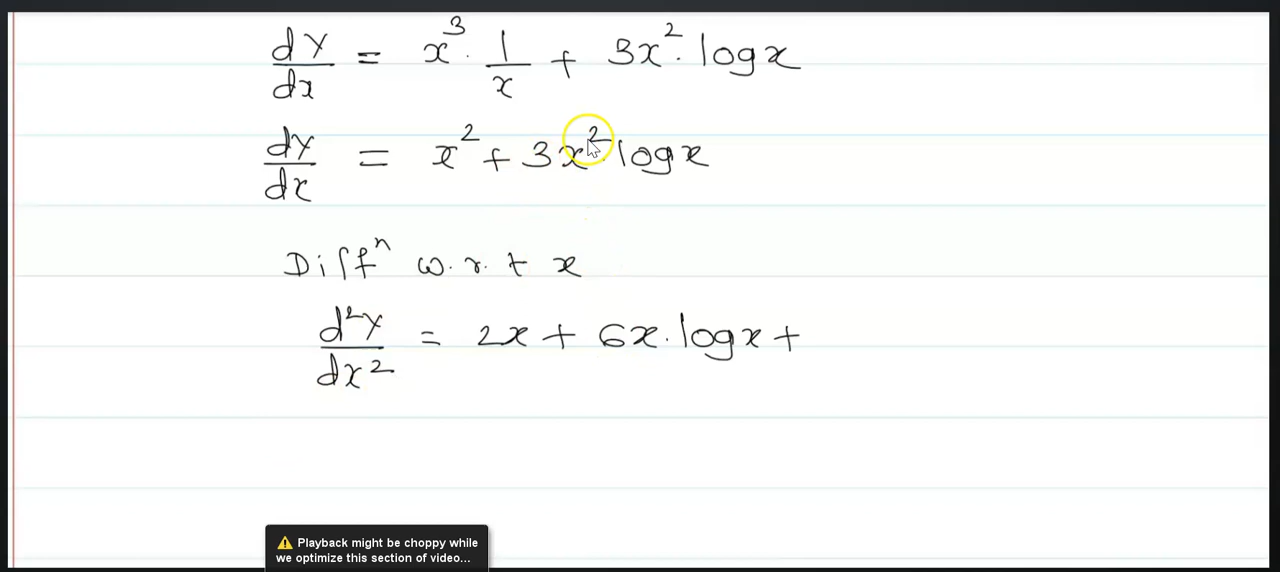 dy/dx = x³ · 1/x + 3x² · log x
dy/dx = x² + 3x² · log x
Diffⁿ w.r.t x
d²y/dx² = 2x + 6x · log x +
⚠ Playback might be choppy while
we optimize this section of video...